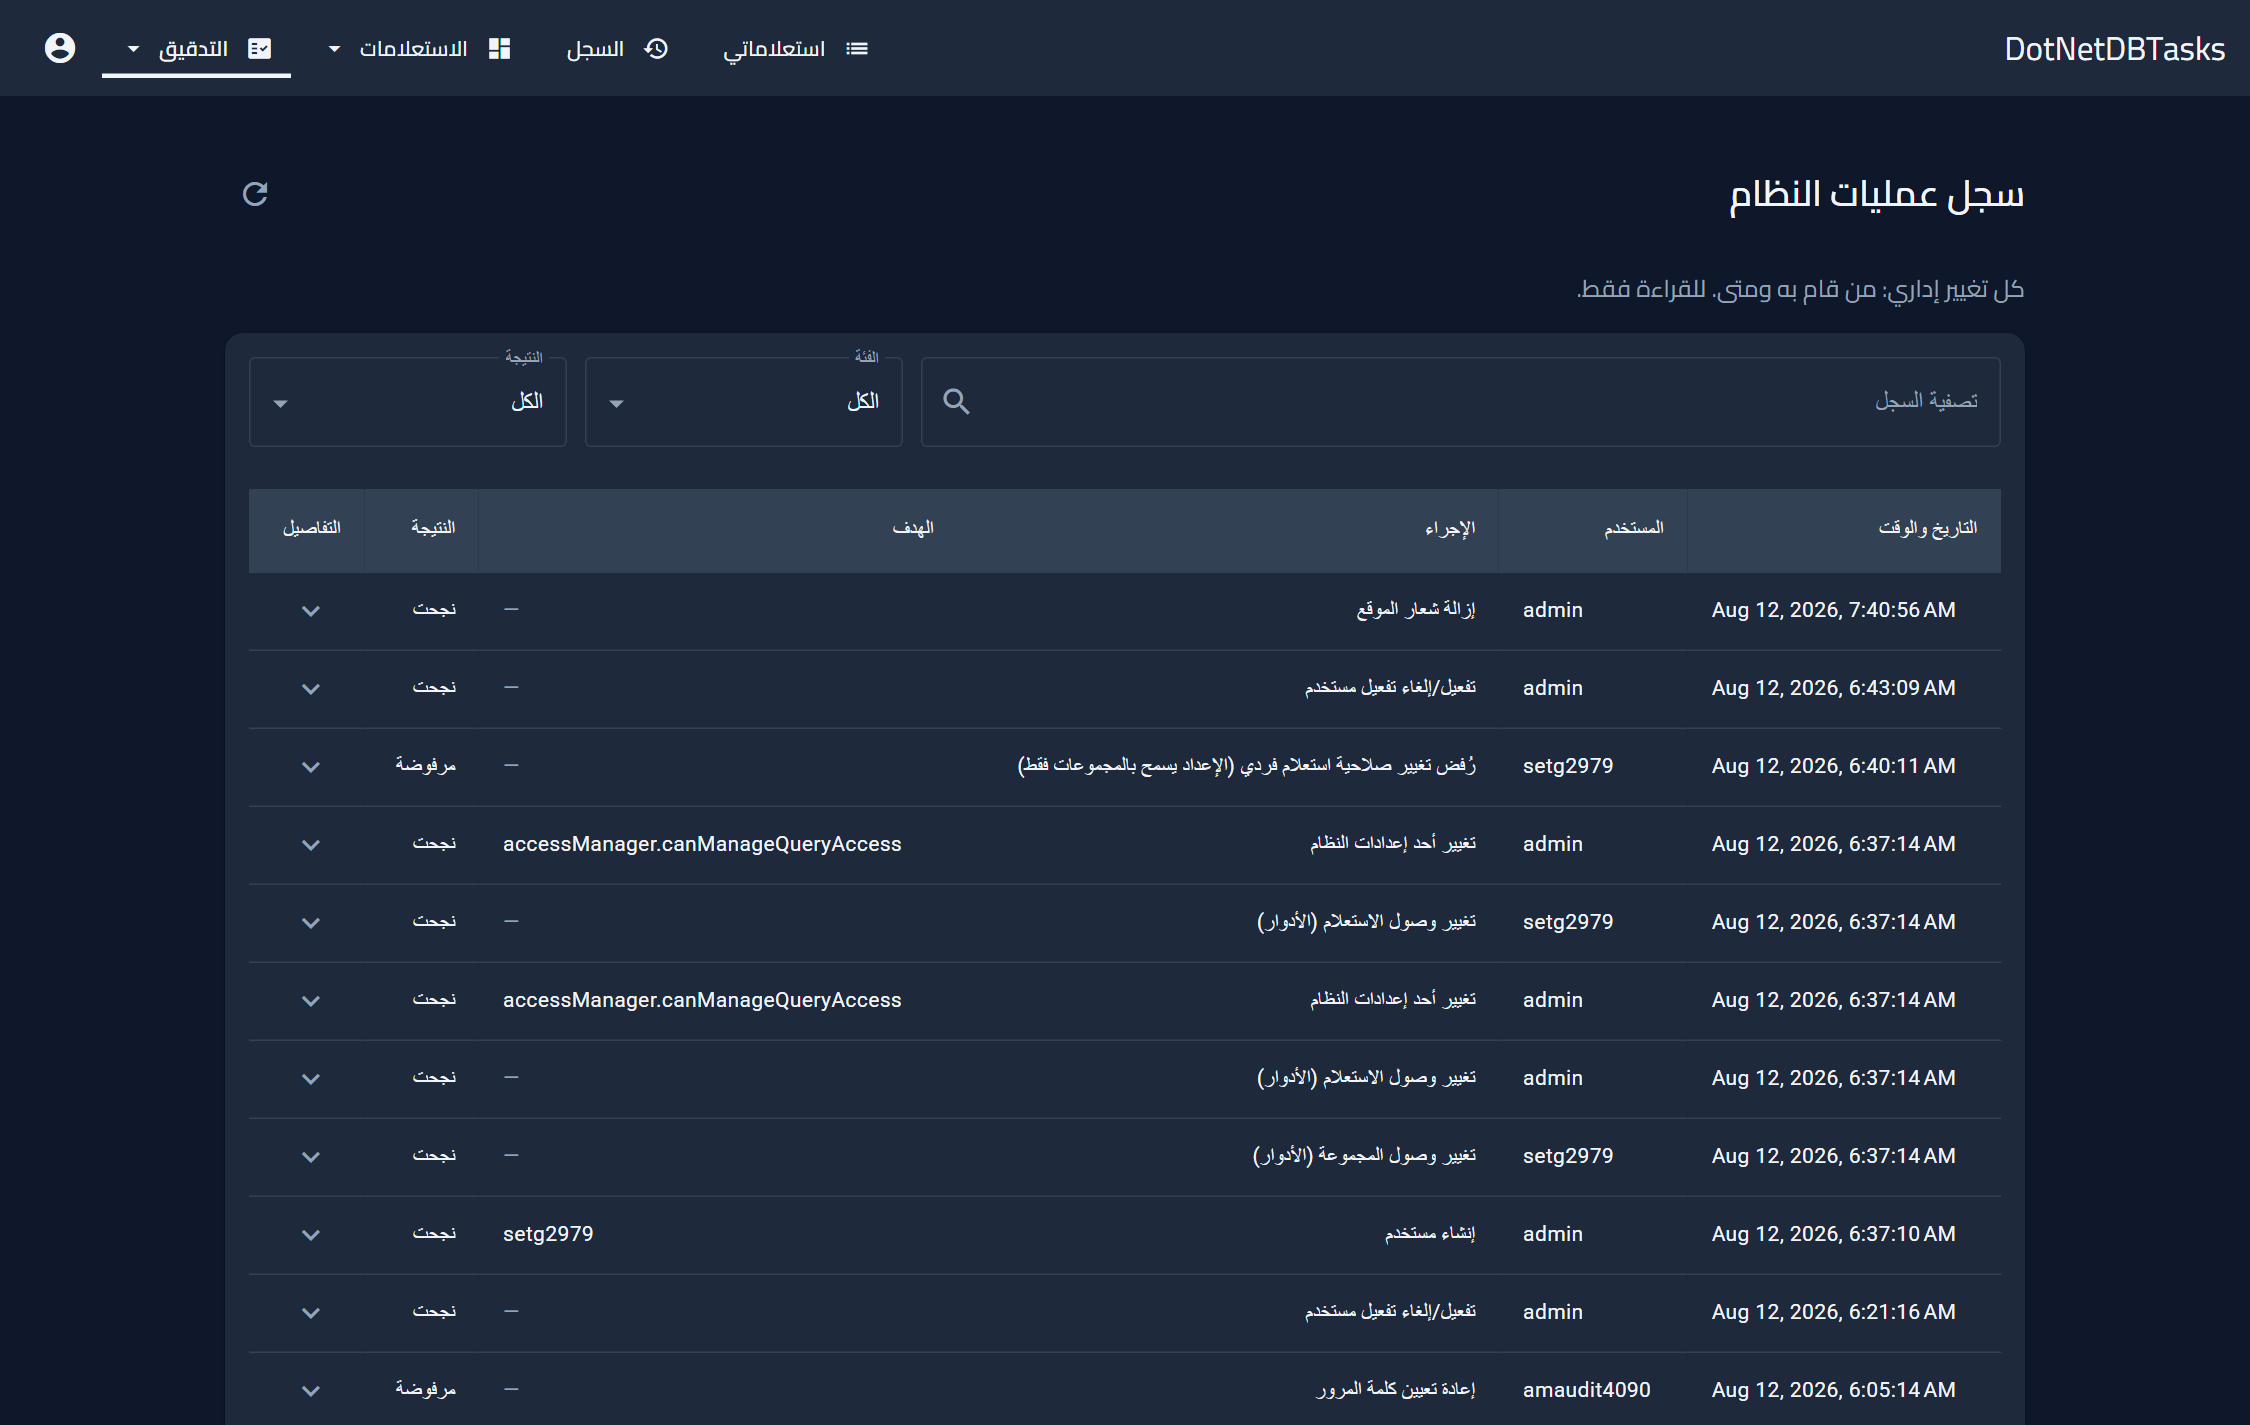 DotNetDBTasks
استعلاماتي
السجل
الاستعلامات
التدقيق
سجل عمليات النظام
كل تغيير إداري: من قام به ومتى. للقراءة فقط.
تصفية السجل
الفئة
الكل
النتيجة
الكل
التاريخ والوقت المستخدم الإجراء الهدف النتيجة التفاصيل
Aug 12, 2026, 7:40:56 AM admin إزالة شعار الموقع — نجحت
Aug 12, 2026, 6:43:09 AM admin تفعيل/إلغاء تفعيل مستخدم — نجحت
Aug 12, 2026, 6:40:11 AM setg2979 رُفض تغيير صلاحية استعلام فردي (الإعداد يسمح بالمجموعات فقط) — مرفوضة
Aug 12, 2026, 6:37:14 AM admin تغيير أحد إعدادات النظام accessManager.canManageQueryAccess نجحت
Aug 12, 2026, 6:37:14 AM setg2979 تغيير وصول الاستعلام (الأدوار) — نجحت
Aug 12, 2026, 6:37:14 AM admin تغيير أحد إعدادات النظام accessManager.canManageQueryAccess نجحت
Aug 12, 2026, 6:37:14 AM admin تغيير وصول الاستعلام (الأدوار) — نجحت
Aug 12, 2026, 6:37:14 AM setg2979 تغيير وصول المجموعة (الأدوار) — نجحت
Aug 12, 2026, 6:37:10 AM admin إنشاء مستخدم setg2979 نجحت
Aug 12, 2026, 6:21:16 AM admin تفعيل/إلغاء تفعيل مستخدم — نجحت
Aug 12, 2026, 6:05:14 AM amaudit4090 إعادة تعيين كلمة المرور — مرفوضة